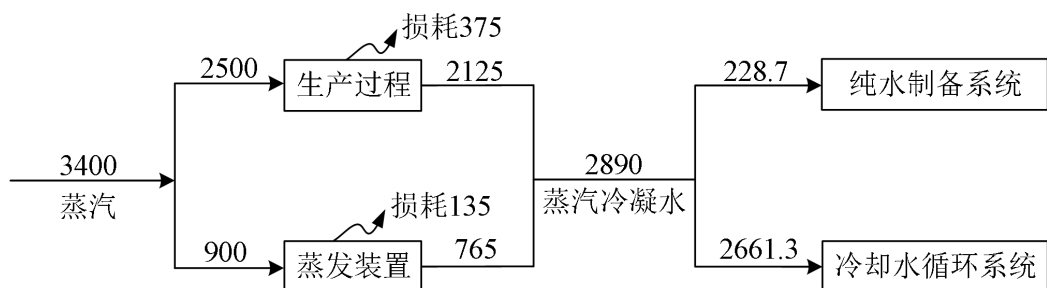 损耗375
2500
生产过程
2125
228.7
纯水制备系统
3400
蒸汽
2890
蒸汽冷凝水
损耗135
900
蒸发装置
765
2661.3
冷却水循环系统